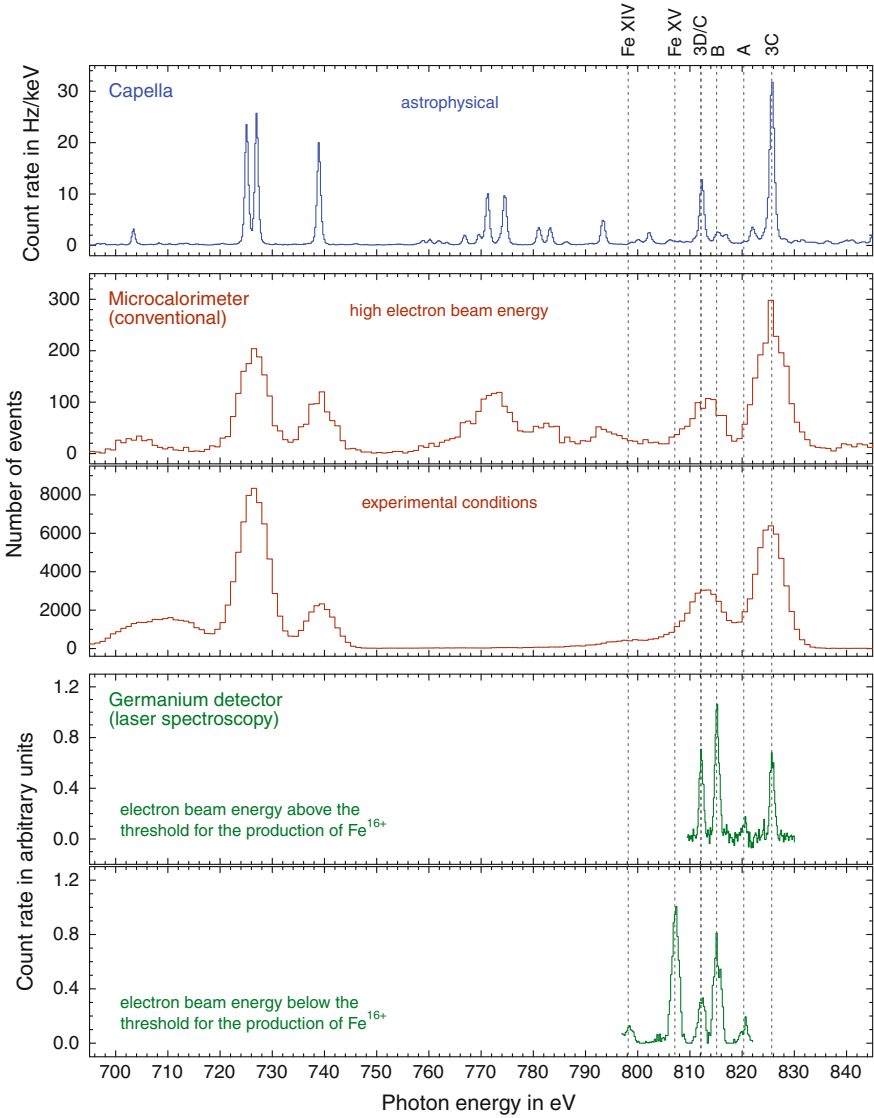 Fe XIV
Fe XV
3D/C
B
A
3C
Count rate in Hz/keV
30
20
10
0
Capella
astrophysical
Number of events
300
200
100
0
Microcalorimeter
(conventional)
high electron beam energy
8000
6000
4000
2000
0
experimental conditions
Count rate in arbitrary units
1.2
0.8
0.4
0.0
Germanium detector
(laser spectroscopy)
electron beam energy above the
threshold for the production of Fe¹⁶⁺
1.2
0.8
0.4
0.0
electron beam energy below the
threshold for the production of Fe¹⁶⁺
700 710 720 730 740 750 760 770 780 790 800 810 820 830 840
Photon energy in eV